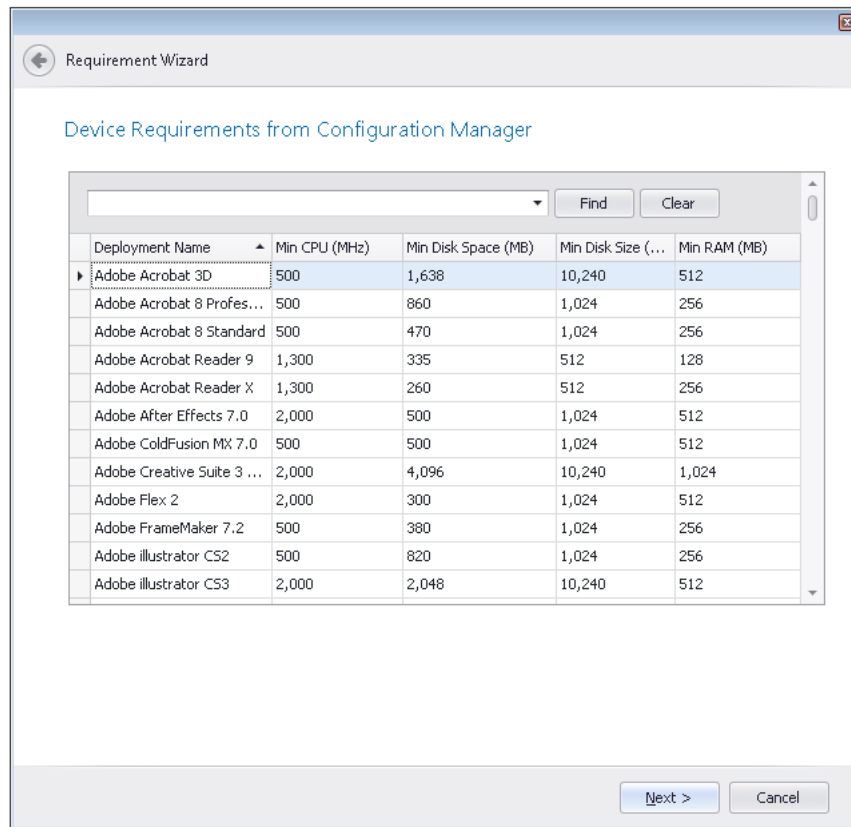 Requirement Wizard
Device Requirements from Configuration Manager
Find Clear
Deployment Name Min CPU (MHz) Min Disk Space (MB) Min Disk Size (... Min RAM (MB)
Adobe Acrobat 3D 500 1,638 10,240 512
Adobe Acrobat 8 Profes... 500 860 1,024 256
Adobe Acrobat 8 Standard 500 470 1,024 256
Adobe Acrobat Reader 9 1,300 335 512 128
Adobe Acrobat Reader X 1,300 260 512 256
Adobe After Effects 7.0 2,000 500 1,024 512
Adobe ColdFusion MX 7.0 500 500 1,024 512
Adobe Creative Suite 3 ... 2,000 4,096 10,240 1,024
Adobe Flex 2 2,000 300 1,024 512
Adobe FrameMaker 7.2 500 380 1,024 256
Adobe illustrator CS2 500 820 1,024 256
Adobe illustrator CS3 2,000 2,048 10,240 512
Next > Cancel